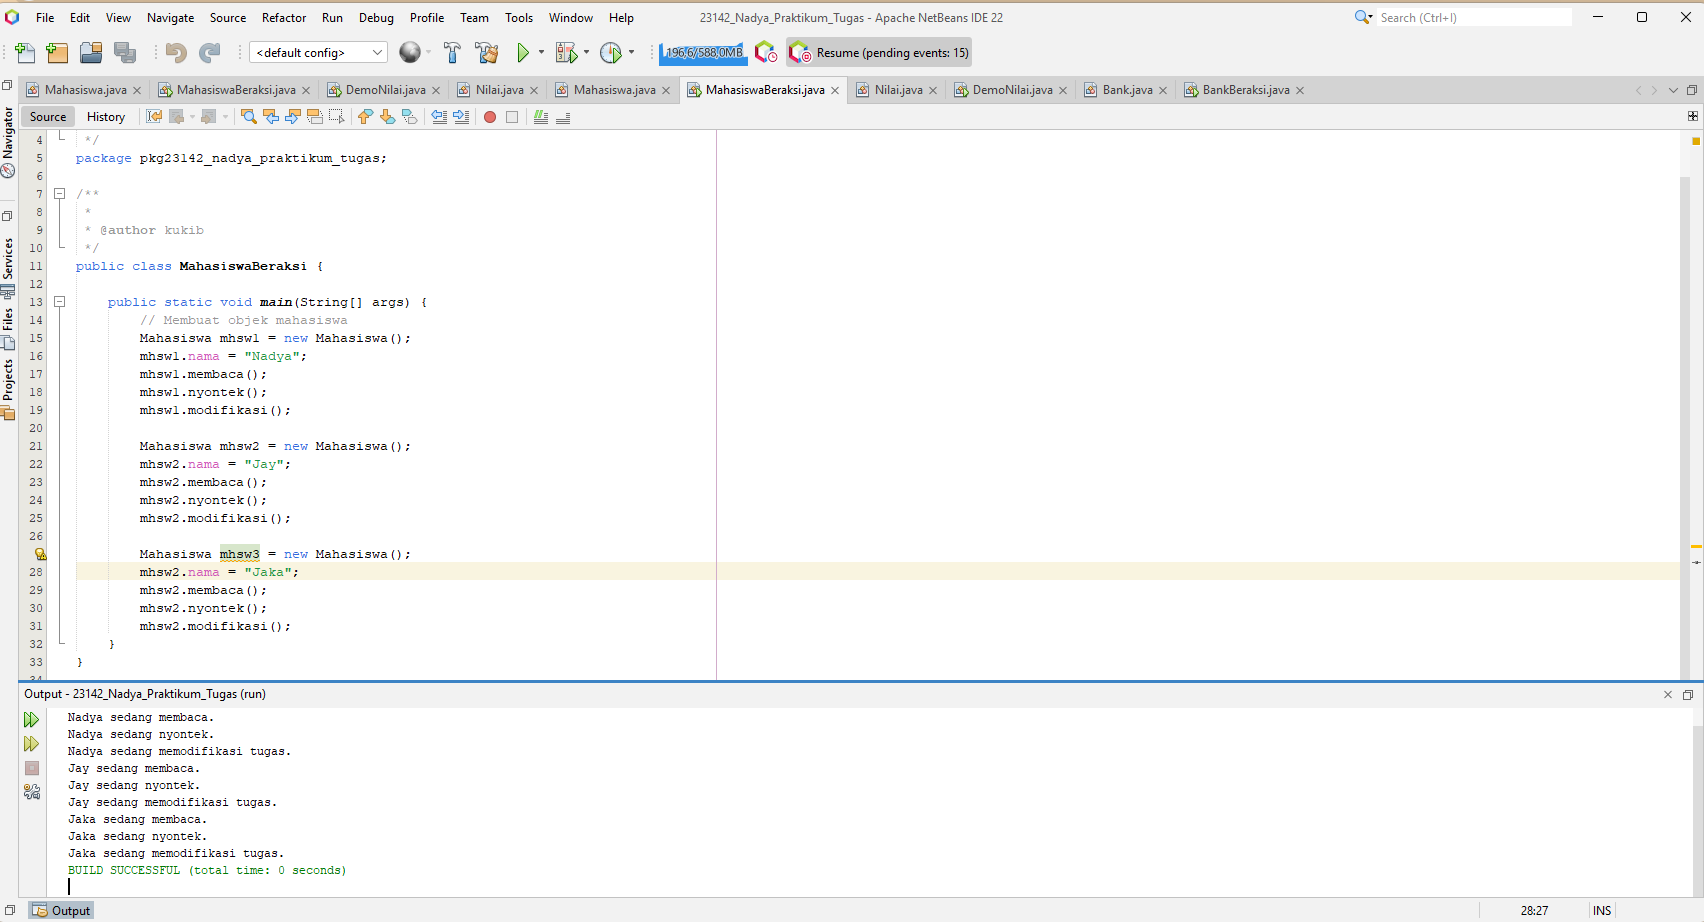 File Edit View Navigate Source Refactor Run Debug Profile Team Tools Window Help 23142_Nadya_Praktikum_Tugas - Apache NetBeans IDE 22 Search (Ctrl+I)
<default config> 196,6/588,0MB Resume (pending events: 15)
Mahasiswa.java MahasiswaBeraksi.java DemoNilai.java Nilai.java Mahasiswa.java MahasiswaBeraksi.java Nilai.java DemoNilai.java Bank.java BankBeraksi.java
Source History
Navigator
Services
Files
Projects
4 */
5 package pkg23142_nadya_praktikum_tugas;
6
7 /**
8 *
9 * @author kukib
10 */
11 public class MahasiswaBeraksi {
12
13 public static void main(String[] args) {
14 // Membuat objek mahasiswa
15 Mahasiswa mhsw1 = new Mahasiswa();
16 mhsw1.nama = "Nadya";
17 mhsw1.membaca();
18 mhsw1.nyontek();
19 mhsw1.modifikasi();
20
21 Mahasiswa mhsw2 = new Mahasiswa();
22 mhsw2.nama = "Jay";
23 mhsw2.membaca();
24 mhsw2.nyontek();
25 mhsw2.modifikasi();
26
Mahasiswa mhsw3 = new Mahasiswa();
28 mhsw2.nama = "Jaka";
29 mhsw2.membaca();
30 mhsw2.nyontek();
31 mhsw2.modifikasi();
32 }
33 }
34
Output - 23142_Nadya_Praktikum_Tugas (run)
Nadya sedang membaca.
Nadya sedang nyontek.
Nadya sedang memodifikasi tugas.
Jay sedang membaca.
Jay sedang nyontek.
Jay sedang memodifikasi tugas.
Jaka sedang membaca.
Jaka sedang nyontek.
Jaka sedang memodifikasi tugas.
BUILD SUCCESSFUL (total time: 0 seconds)
Output 28:27 INS